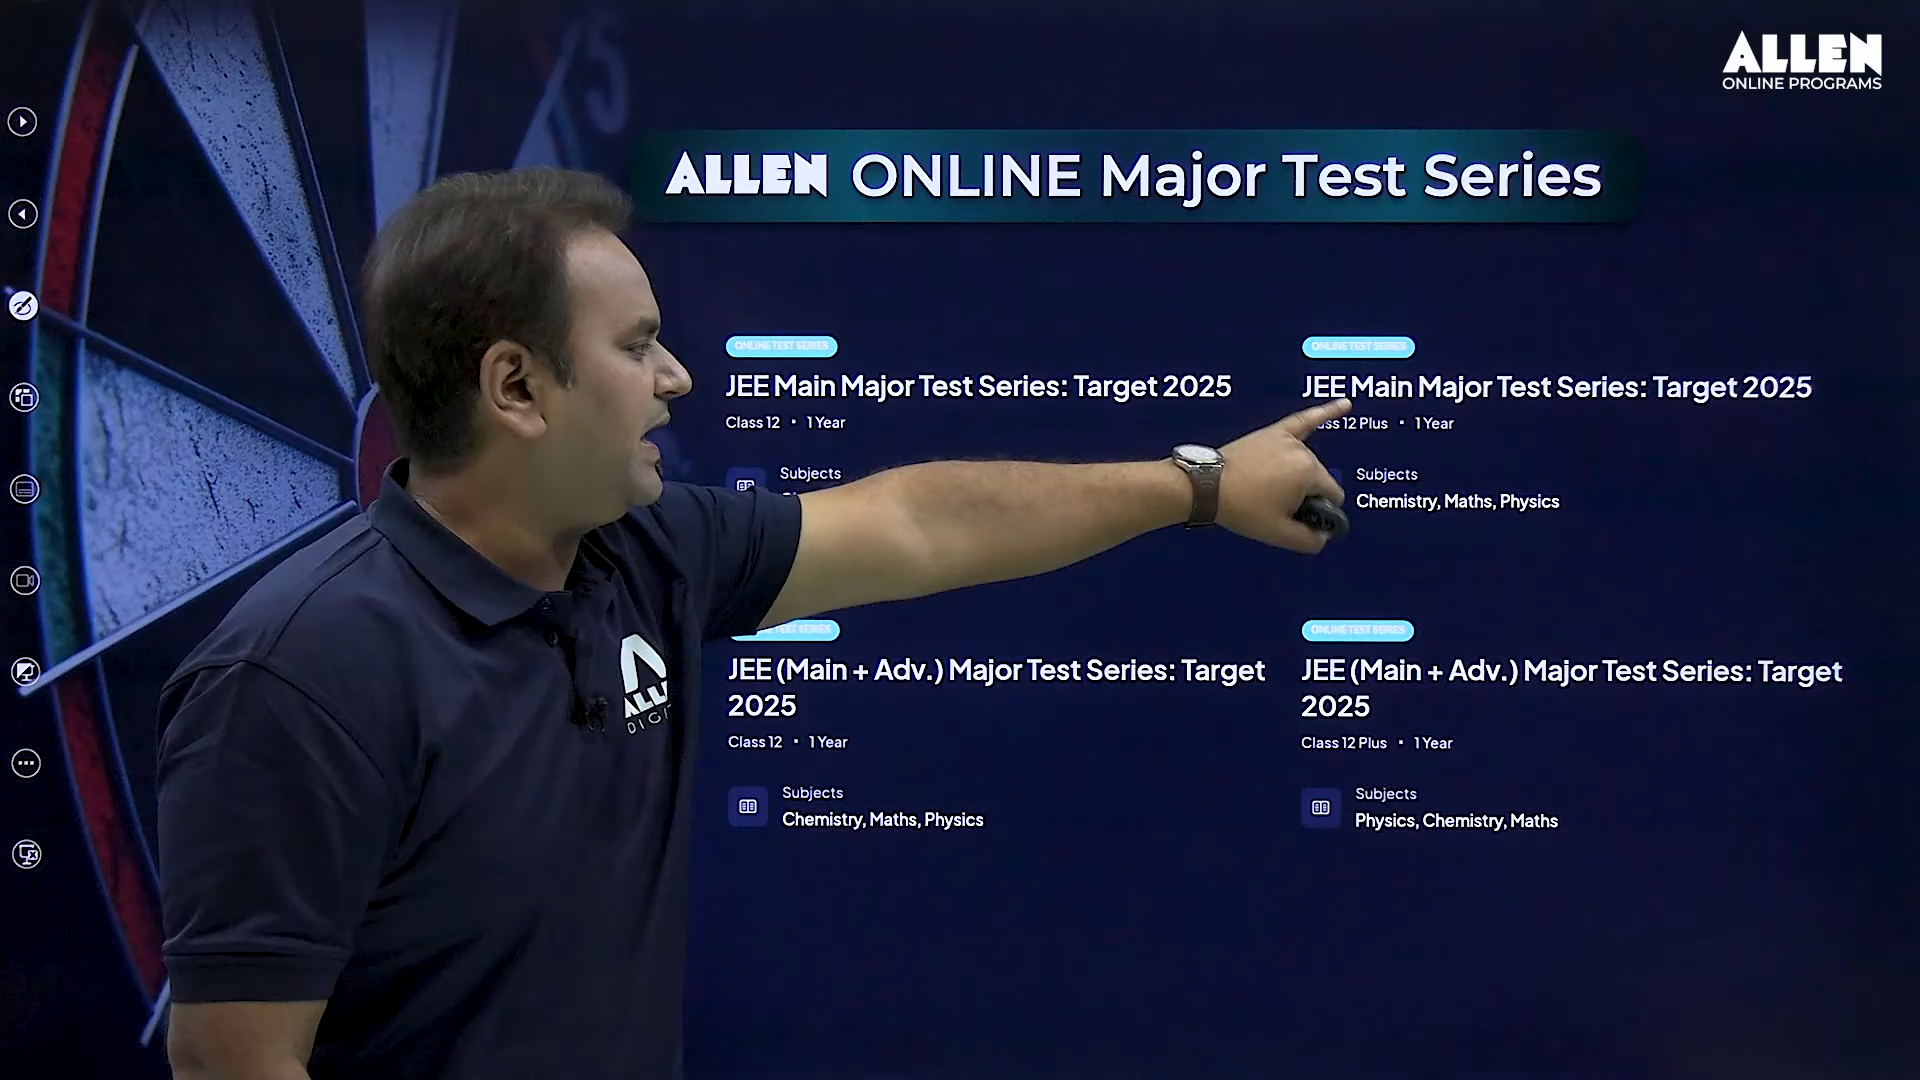 ALLEN
ONLINE PROGRAMS
ALLEN ONLINE Major Test Series
ONLINE TEST SERIES
JEE Main Major Test Series: Target 2025
Class 12 • 1 Year
Subjects
ONLINE TEST SERIES
JEE Main Major Test Series: Target 2025
12 Plus • 1 Year
Subjects
Chemistry, Maths, Physics
TEST SERIES
JEE (Main + Adv.) Major Test Series: Target
2025
Class 12 • 1 Year
Subjects
Chemistry, Maths, Physics
ONLINE TEST SERIES
JEE (Main + Adv.) Major Test Series: Target
2025
Class 12 Plus • 1 Year
Subjects
Physics, Chemistry, Maths